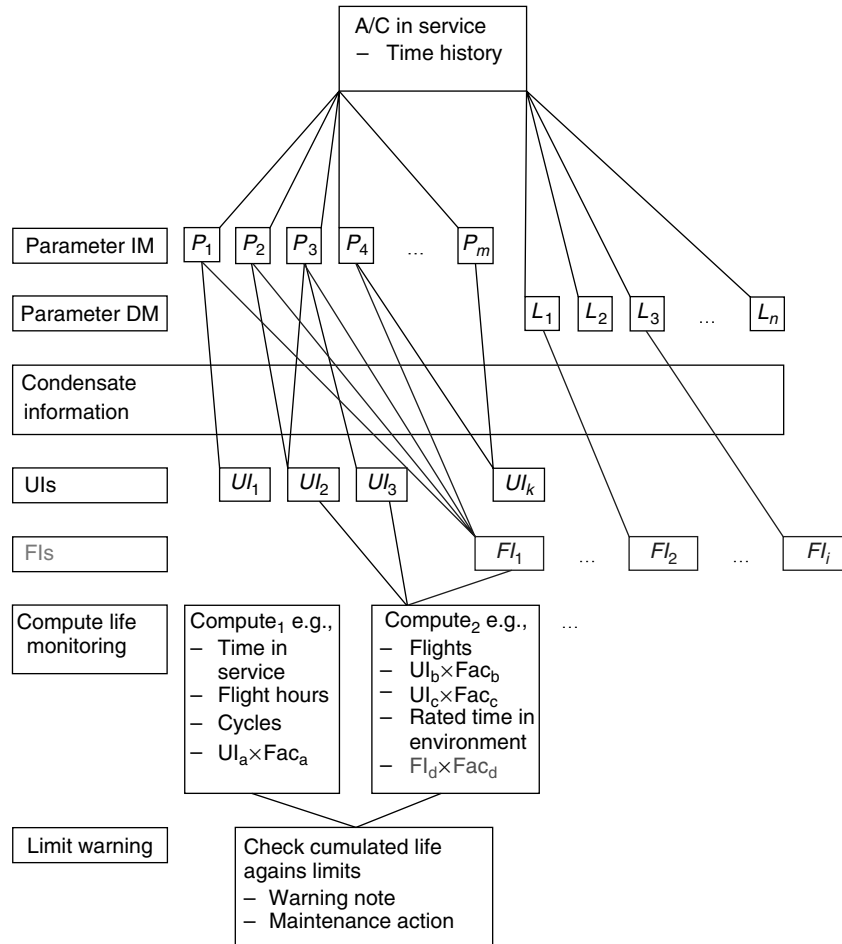 A/C in service
– Time history
Parameter IM
P1 P2 P3 P4 ... Pm
Parameter DM
L1 L2 L3 ... Ln
Condensate
information
UIs
UI1 UI2 UI3 UIk
FIs
FI1 ... FI2 ... FIi
Compute life
monitoring
Compute1 e.g.,
– Time in
service
– Flight hours
– Cycles
– UIa×Faca
Compute2 e.g.,
– Flights
– UIb×Facb
– UIc×Facc
– Rated time in
environment
– FId×Facd
...
Limit warning
Check cumulated life
agains limits
– Warning note
– Maintenance action